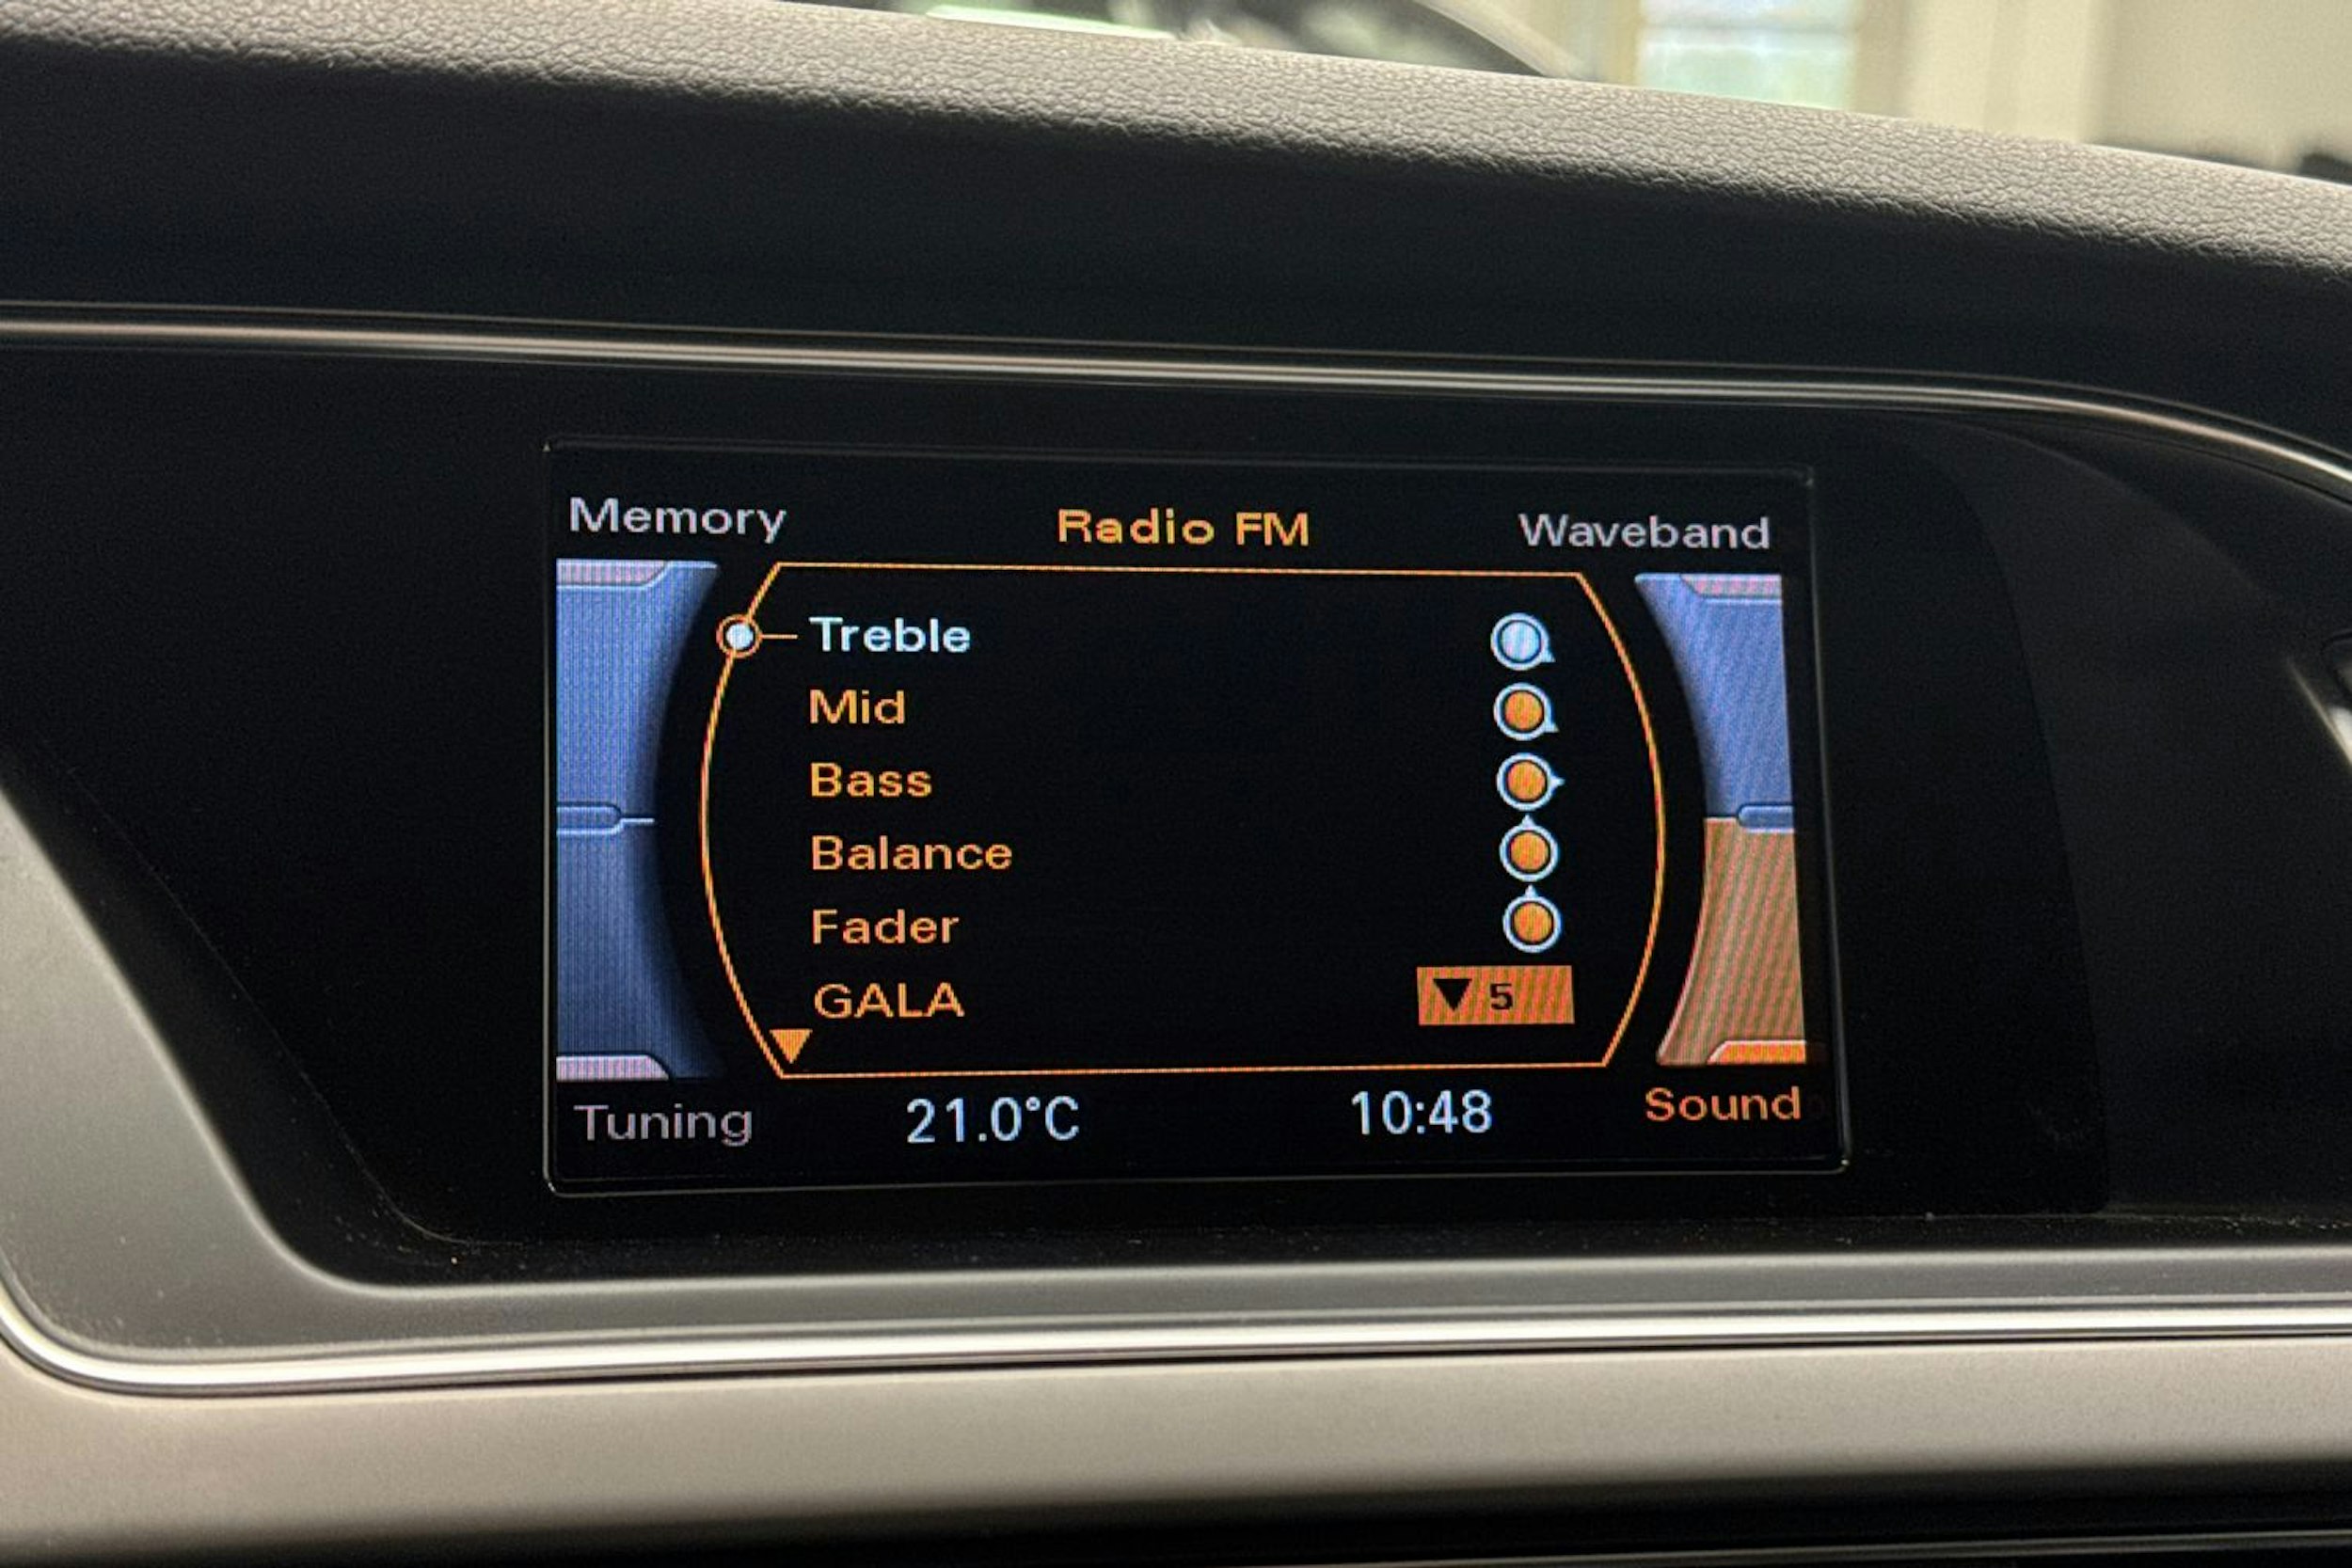 Memory Radio FM Waveband
Treble
Mid
Bass
Balance
Fader
GALA 5
Tuning 21.0°C 10:48 Sound